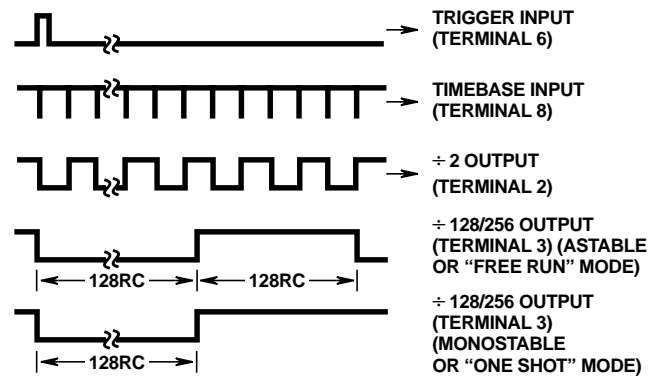 TRIGGER INPUT
(TERMINAL 6)
TIMEBASE INPUT
(TERMINAL 8)
÷ 2 OUTPUT
(TERMINAL 2)
÷ 128/256 OUTPUT
(TERMINAL 3) (ASTABLE
OR “FREE RUN” MODE)
128RC 128RC
÷ 128/256 OUTPUT
(TERMINAL 3)
(MONOSTABLE
OR “ONE SHOT” MODE)
128RC